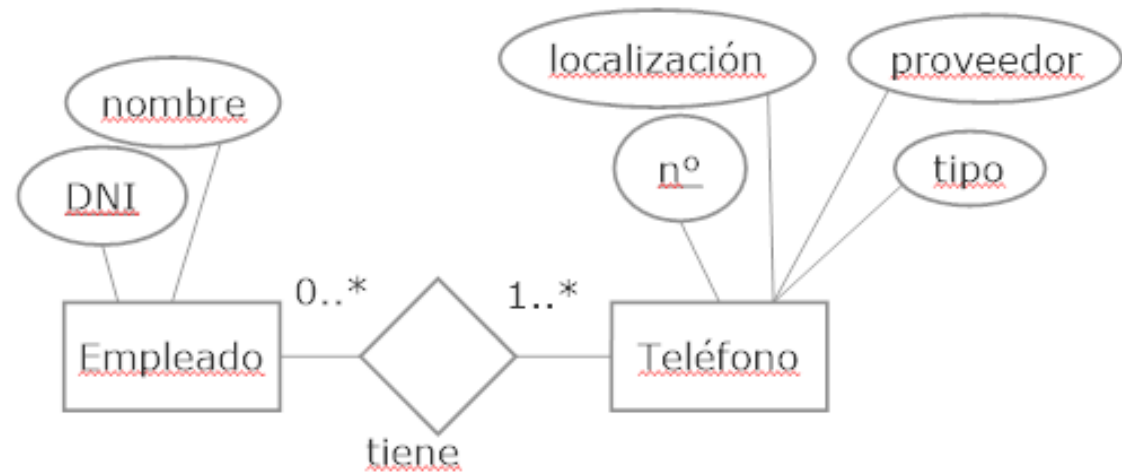 localización
proveedor
nombre
nº
tipo
DNI
0..*
1..*
Empleado
Teléfono
tiene